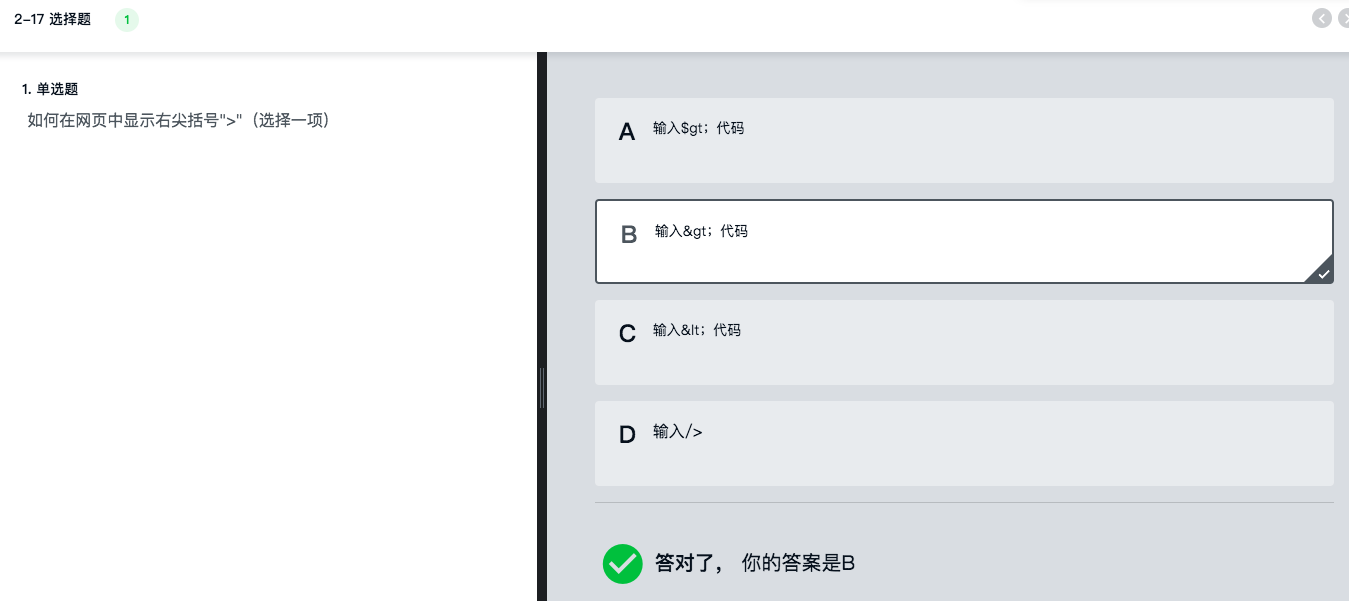 2-17 选择题 1
1. 单选题
如何在网页中显示右尖括号">"（选择一项）
A 输入$gt；代码
B 输入&gt；代码
C 输入&lt；代码
D 输入/>
答对了， 你的答案是B